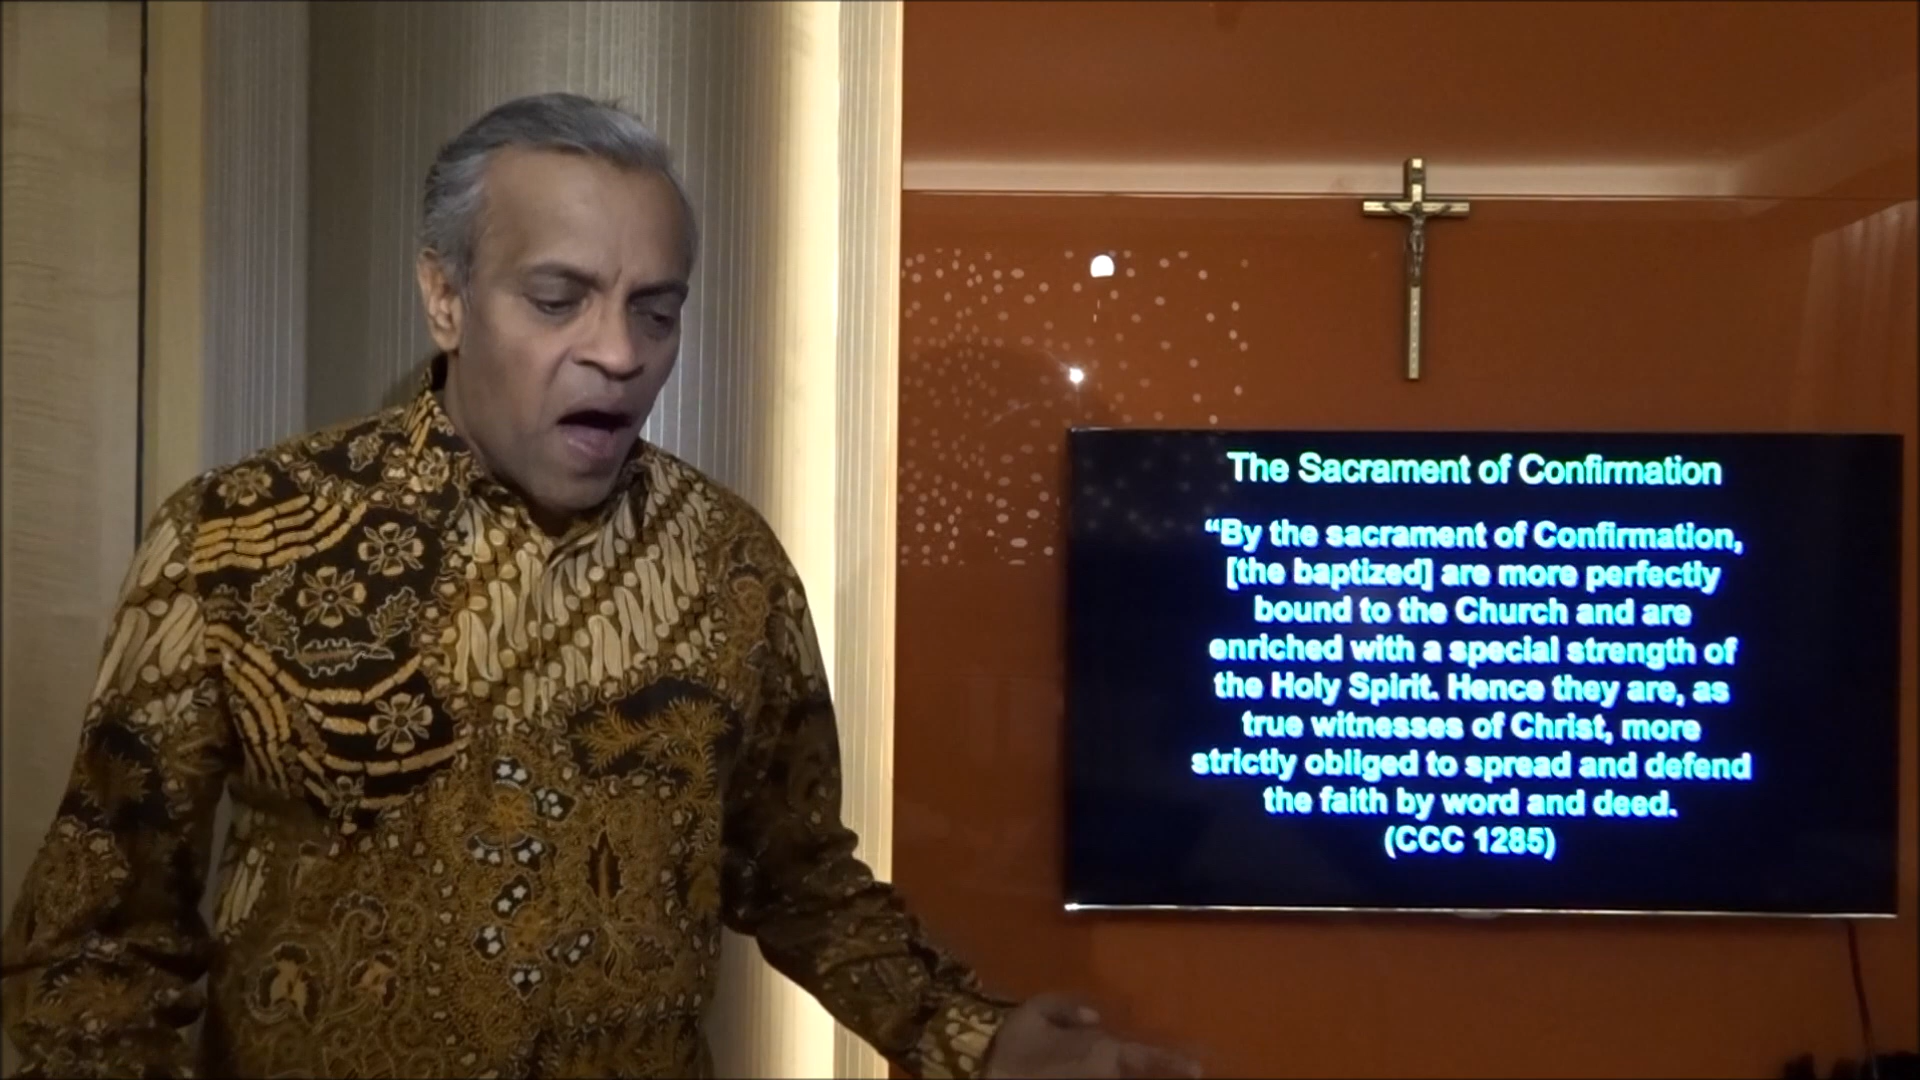 The Sacrament of Confirmation
“By the sacrament of Confirmation,
[the baptized] are more perfectly
bound to the Church and are
enriched with a special strength of
the Holy Spirit. Hence they are, as
true witnesses of Christ, more
strictly obliged to spread and defend
the faith by word and deed.
(CCC 1285)